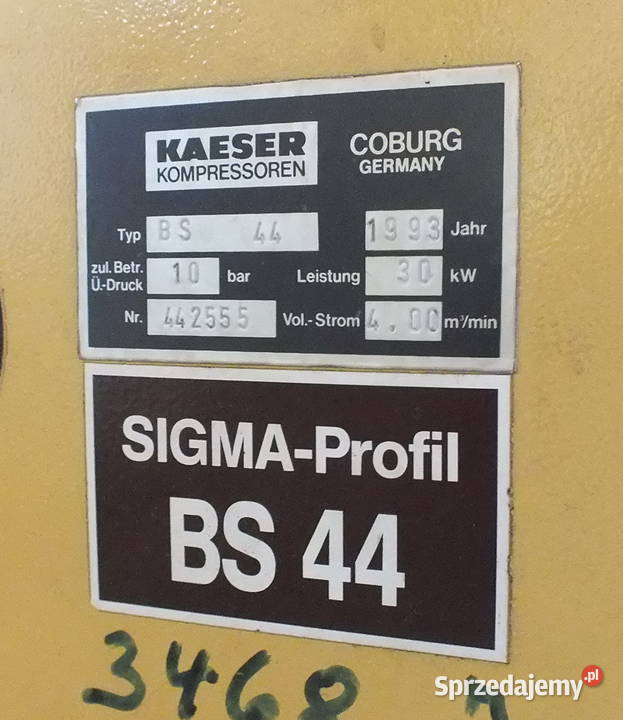 KAESER
KOMPRESSOREN
COBURG
GERMANY
Typ BS 44 1993 Jahr
zul. Betr.
Ü.-Druck 10 bar Leistung 30 kW
Nr. 442555 Vol.-Strom 4.00 m³/min
SIGMA-Profil
BS 44
3468
Sprzedajemy.pl